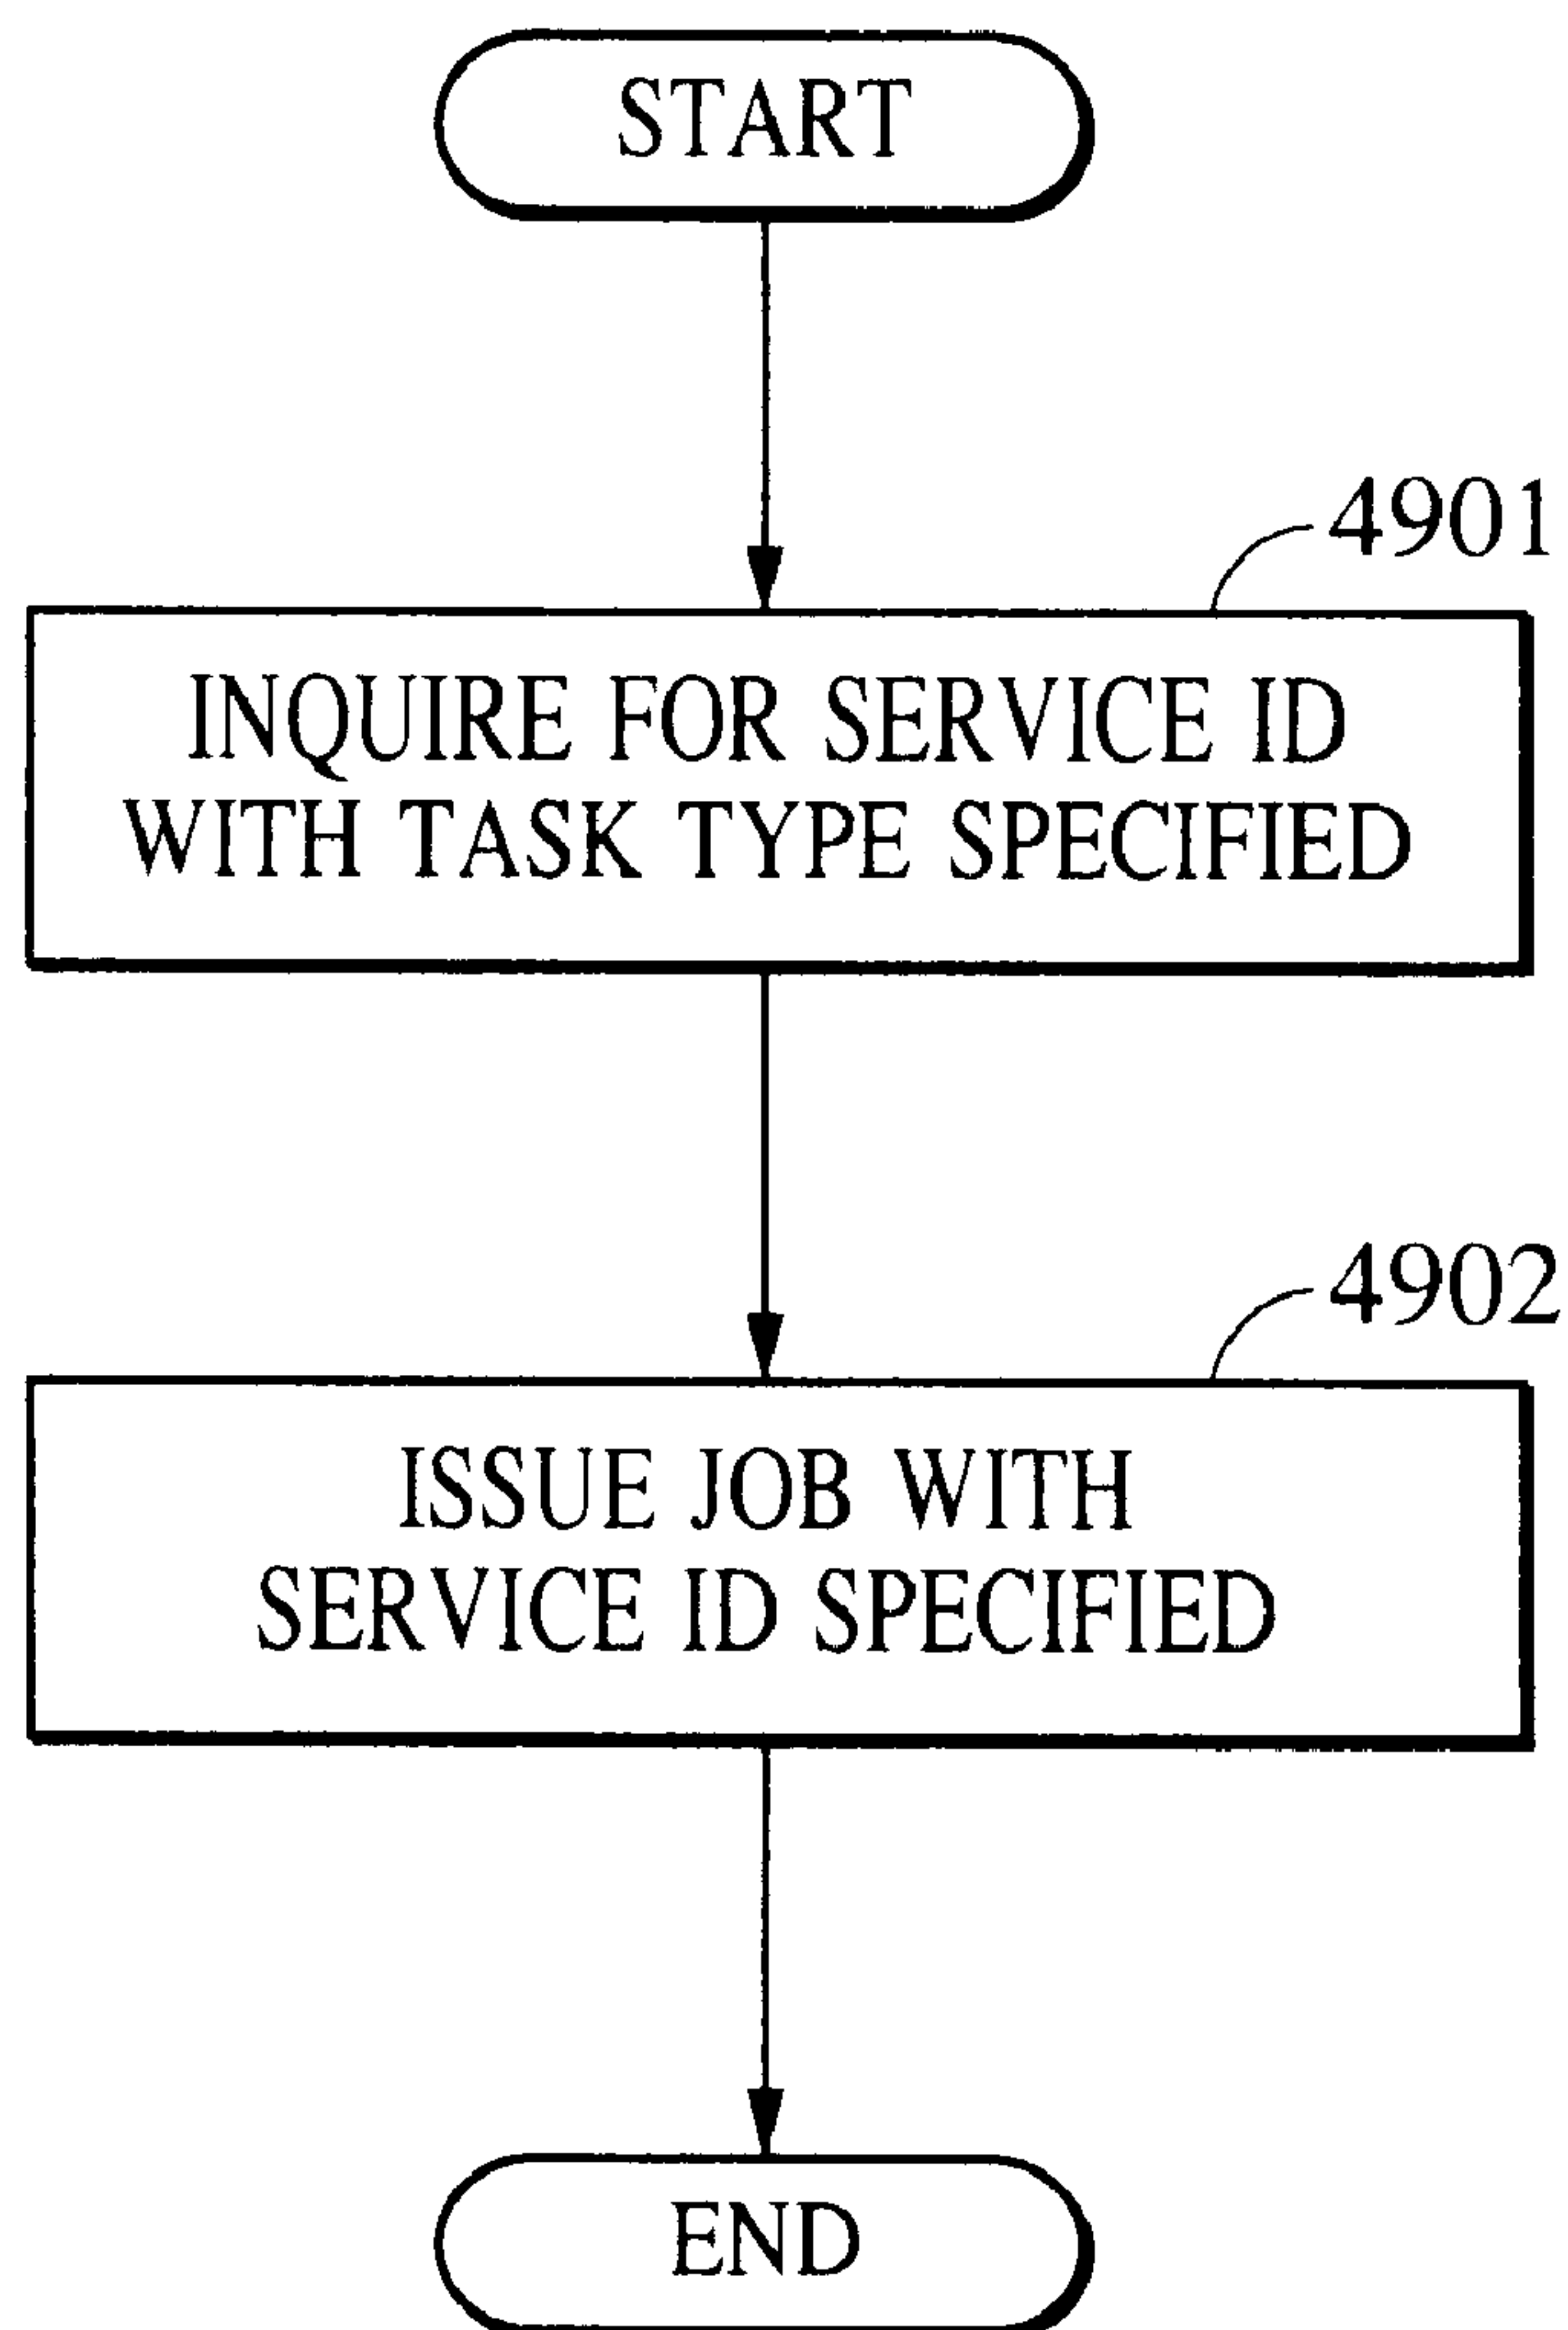 START
4901
INQUIRE FOR SERVICE ID
WITH TASK TYPE SPECIFIED
4902
ISSUE JOB WITH
SERVICE ID SPECIFIED
END